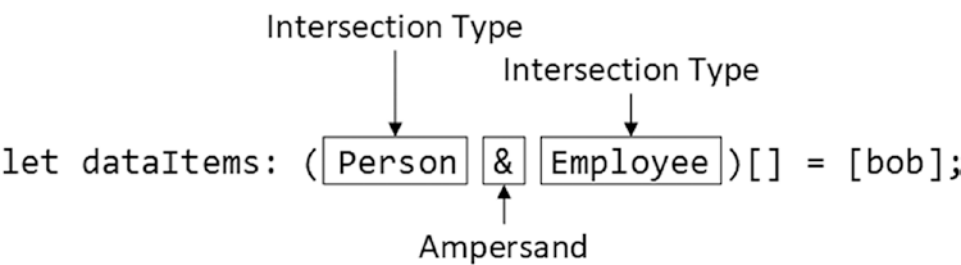 Intersection Type
Intersection Type
let dataItems: (Person & Employee)[] = [bob];
Ampersand